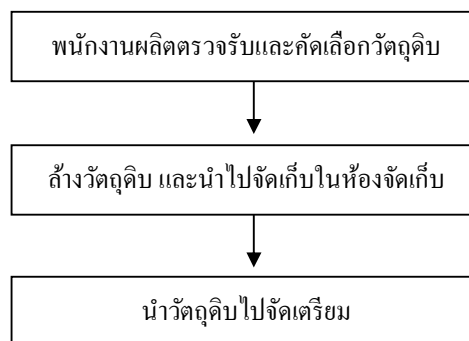 พนักงานผลิตตรวจรับและคัดเลือกวัตถุดิบ
ล้างวัตถุดิบ และนำไปจัดเก็บในห้องจัดเก็บ
นำวัตถุดิบไปจัดเตรียม